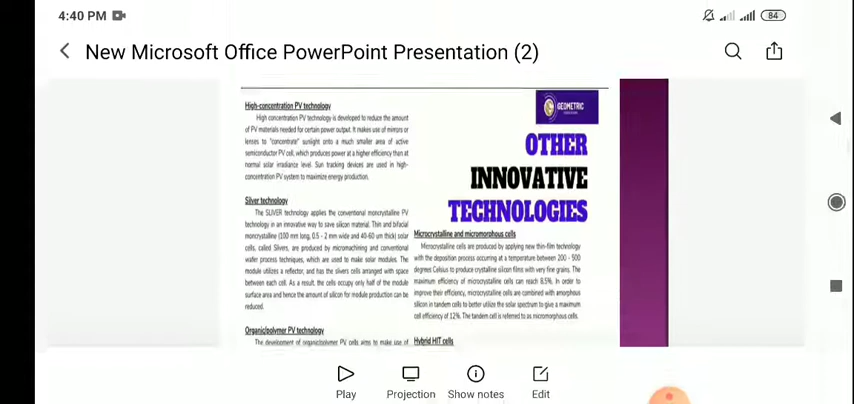 4:40 PM
84
New Microsoft Office PowerPoint Presentation (2)
GEOMETRIC
OTHER
INNOVATIVE
TECHNOLOGIES
High-concentration PV technology
High concentration PV technology is developed to reduce the amount
of PV materials needed for certain power output. It makes use of mirrors or
lenses to "concentrate" sunlight onto a much smaller area of active
semiconductor PV cell, which produces power at a higher efficiency than at
normal solar irradiance level. Sun tracking devices are used in high-
concentration PV system to maximize energy production.
Sliver technology
The SLIVER technology applies the conventional monocrystalline PV
technology in an innovative way to save silicon material. Thin and bifacial
monocrystalline (100 mm long, 0.5 - 2 mm wide and 40-60 um thick) solar
cells, called Slivers, are produced by micromachining and conventional
wafer process techniques, which are used to make solar modules. The
module utilizes a reflector, and has the slivers cells arranged with space
between each cell. As a result, the cells occupy only half of the module
surface area and hence the amount of silicon for module production can be
reduced.
Organic/polymer PV technology
The development of organic/polymer PV cells aims to make use of
Microcrystalline and micromorphous cells
Microcrystalline cells are produced by applying new thin-film technology
with the deposition process occurring at a temperature between 200 - 500
degrees Celsius to produce crystalline silicon films with very fine grains. The
maximum efficiency of microcrystalline cells can reach 8.5%. In order to
improve their efficiency, microcrystalline cells are combined with amorphous
silicon in tandem cells to better utilize the solar spectrum to give a maximum
cell efficiency of 12%. The tandem cell is referred to as micromorphous cells.
Hybrid HIT cells
Play
Projection
Show notes
Edit